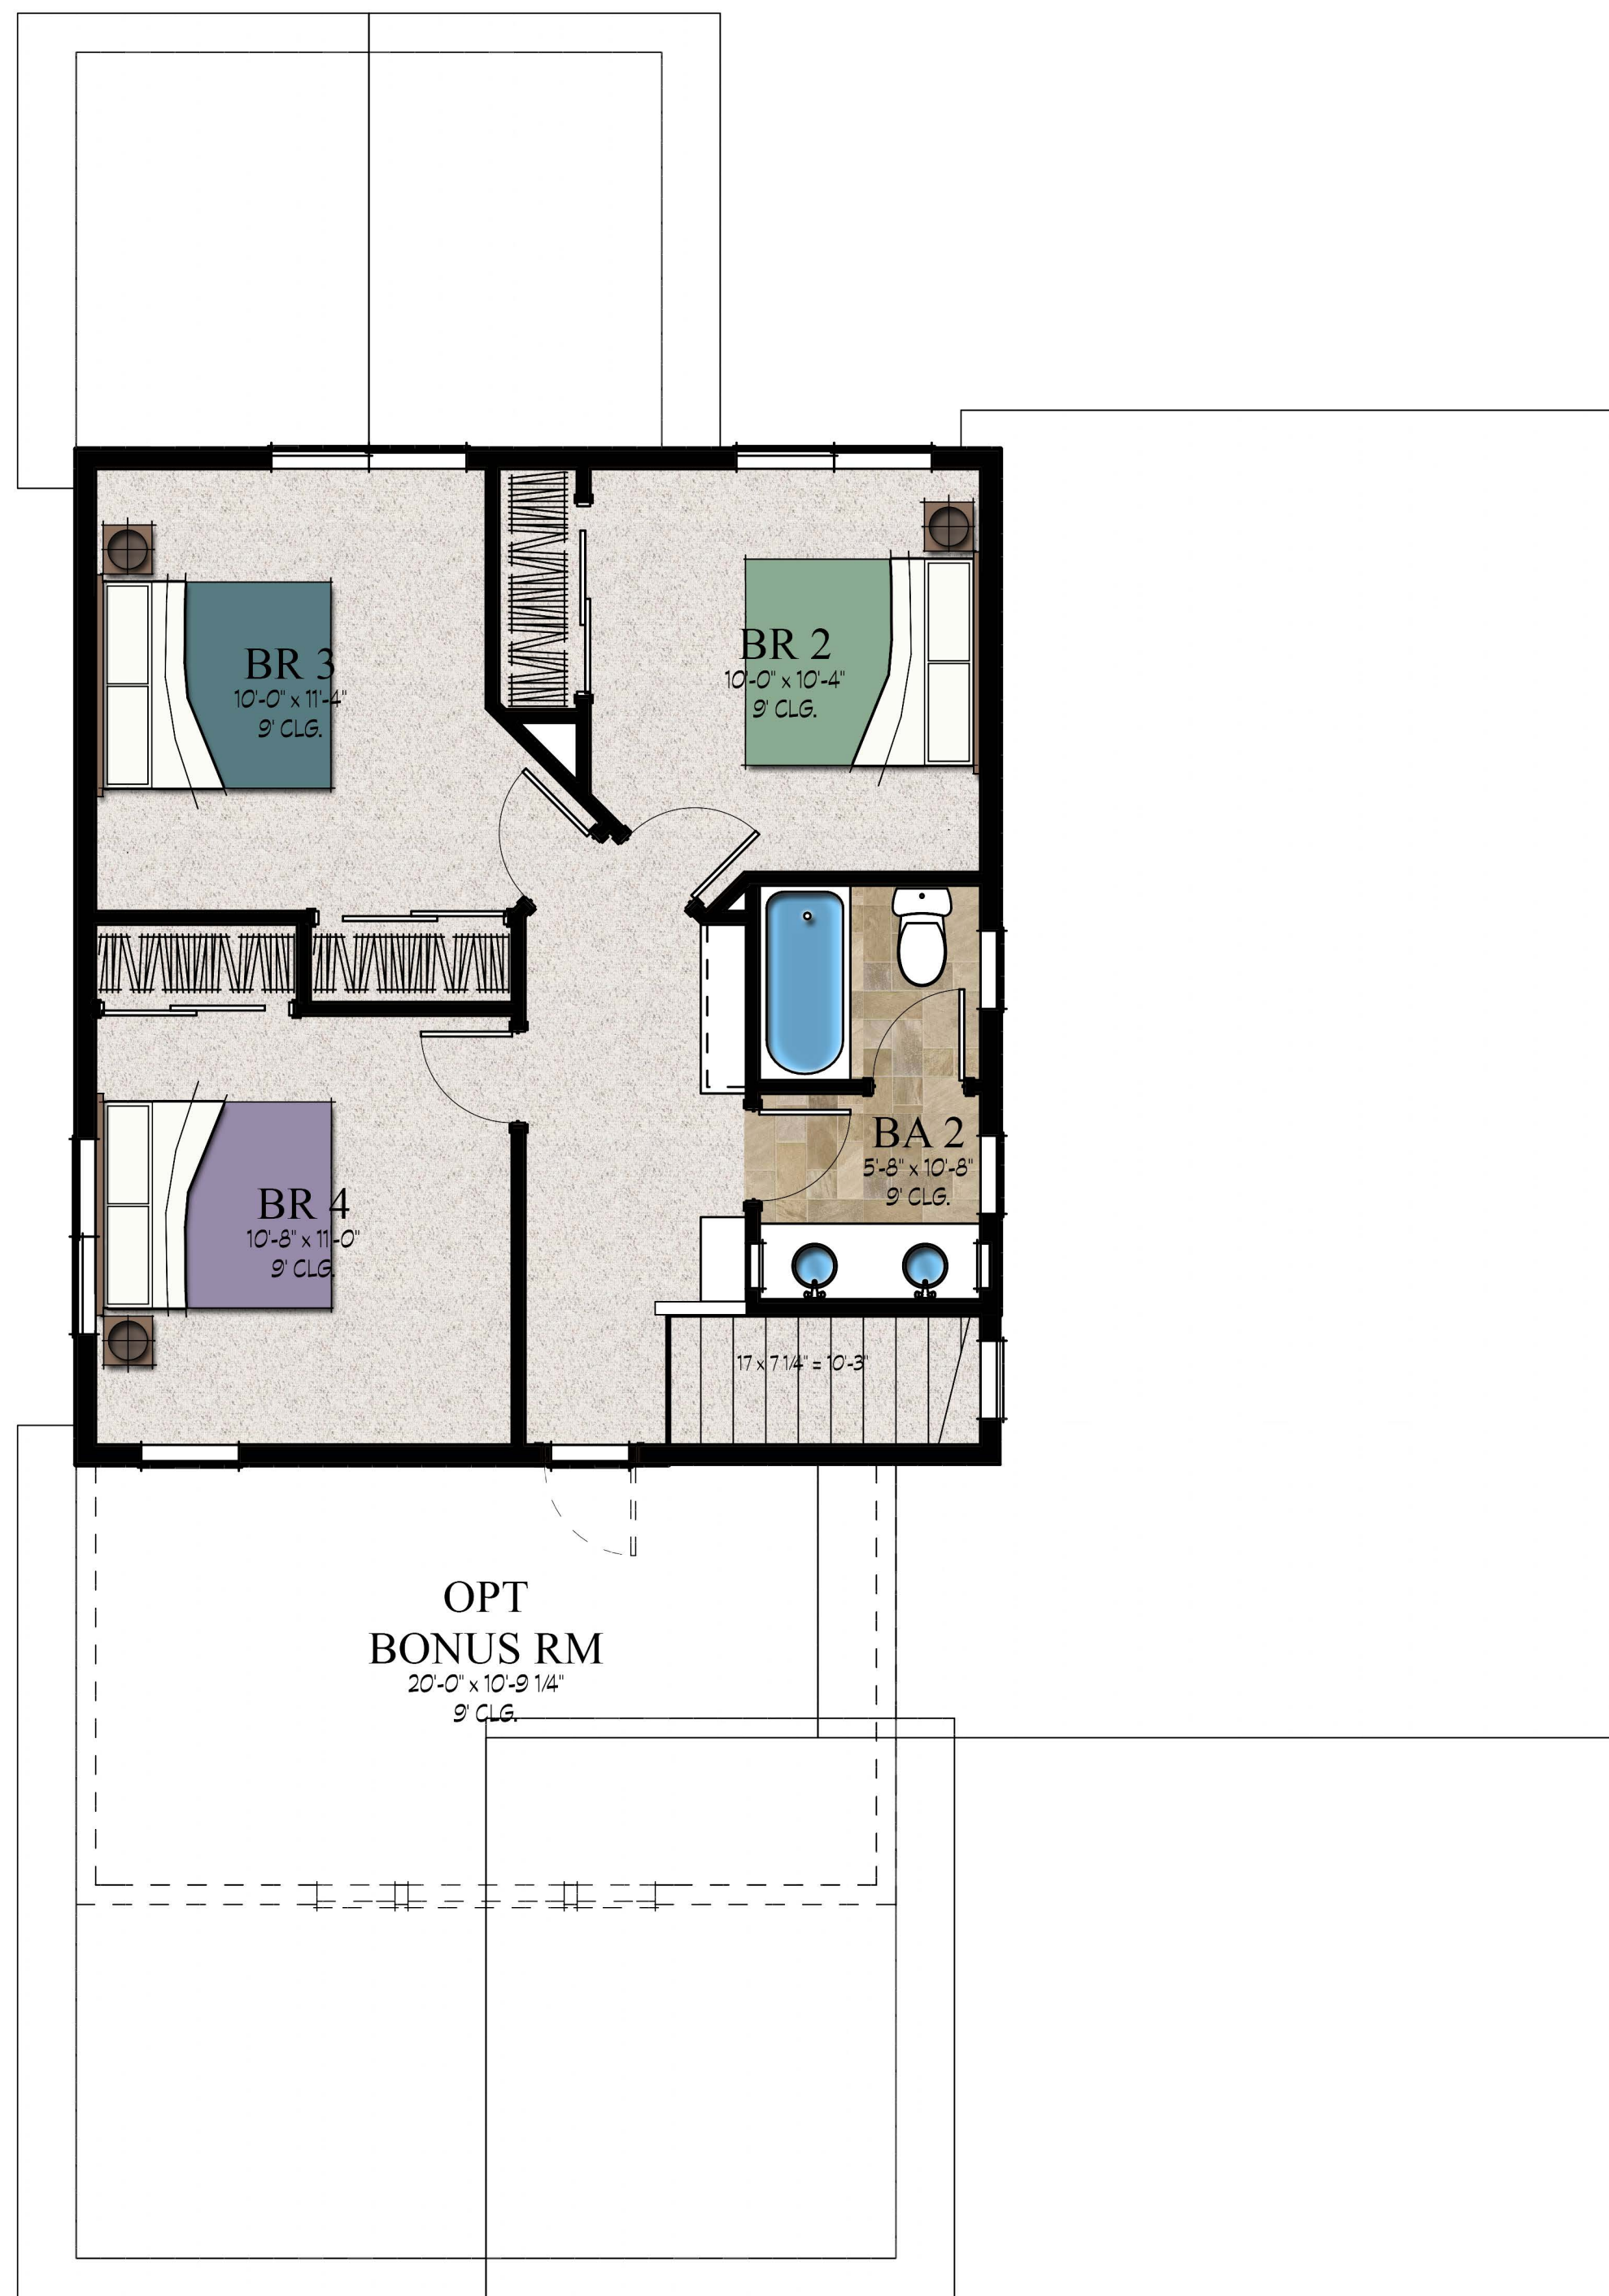 BR 3
10'-0" x 11'-4"
9' CLG.
BR 2
10'-0" x 10'-4"
9' CLG.
BA 2
5'-8" x 10'-8"
9' CLG.
BR 4
10'-8" x 11'-0"
9' CLG.
17 x 7 1/4" = 10'-3"
OPT
BONUS RM
20'-0" x 10'-9 1/4"
9' CLG.